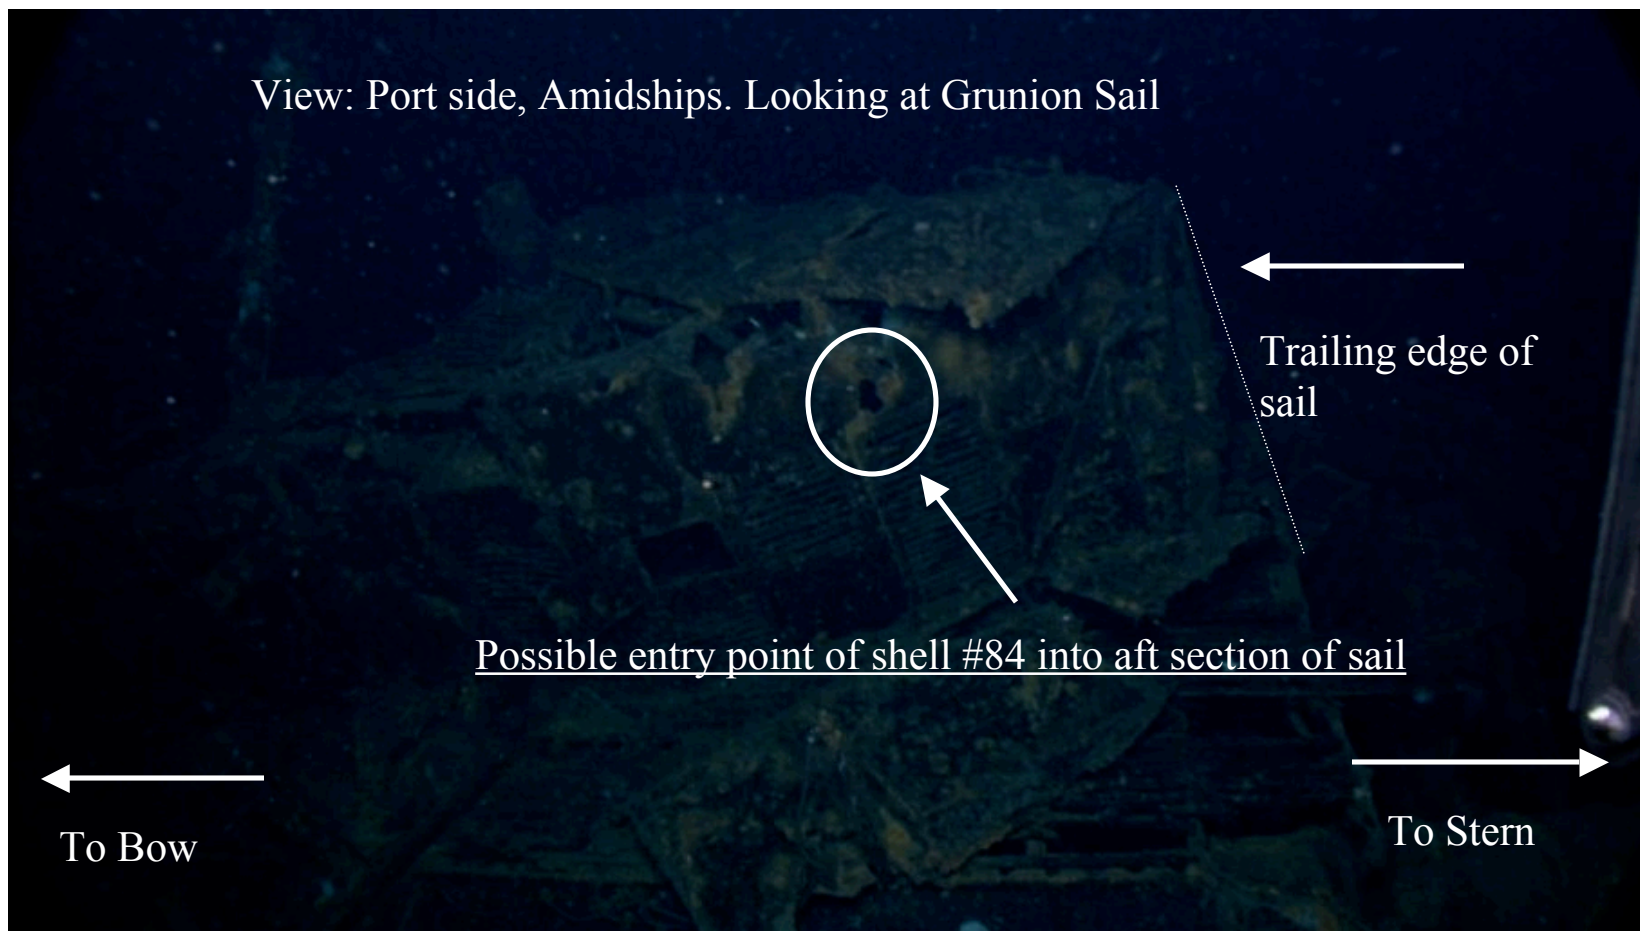 View: Port side, Amidships. Looking at Grunion Sail
Trailing edge of
sail
Possible entry point of shell #84 into aft section of sail
To Bow
To Stern